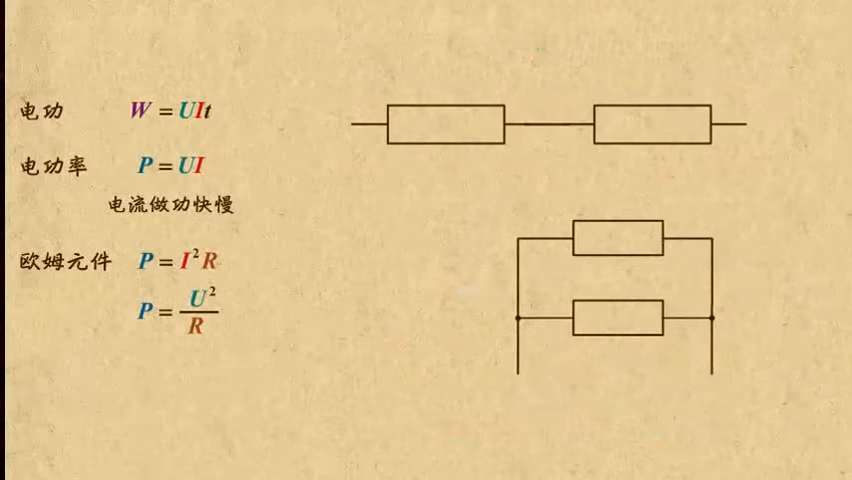 电功 W = UIt
电功率 P = UI
电流做功快慢
欧姆元件 P = I²R
P = U²/R